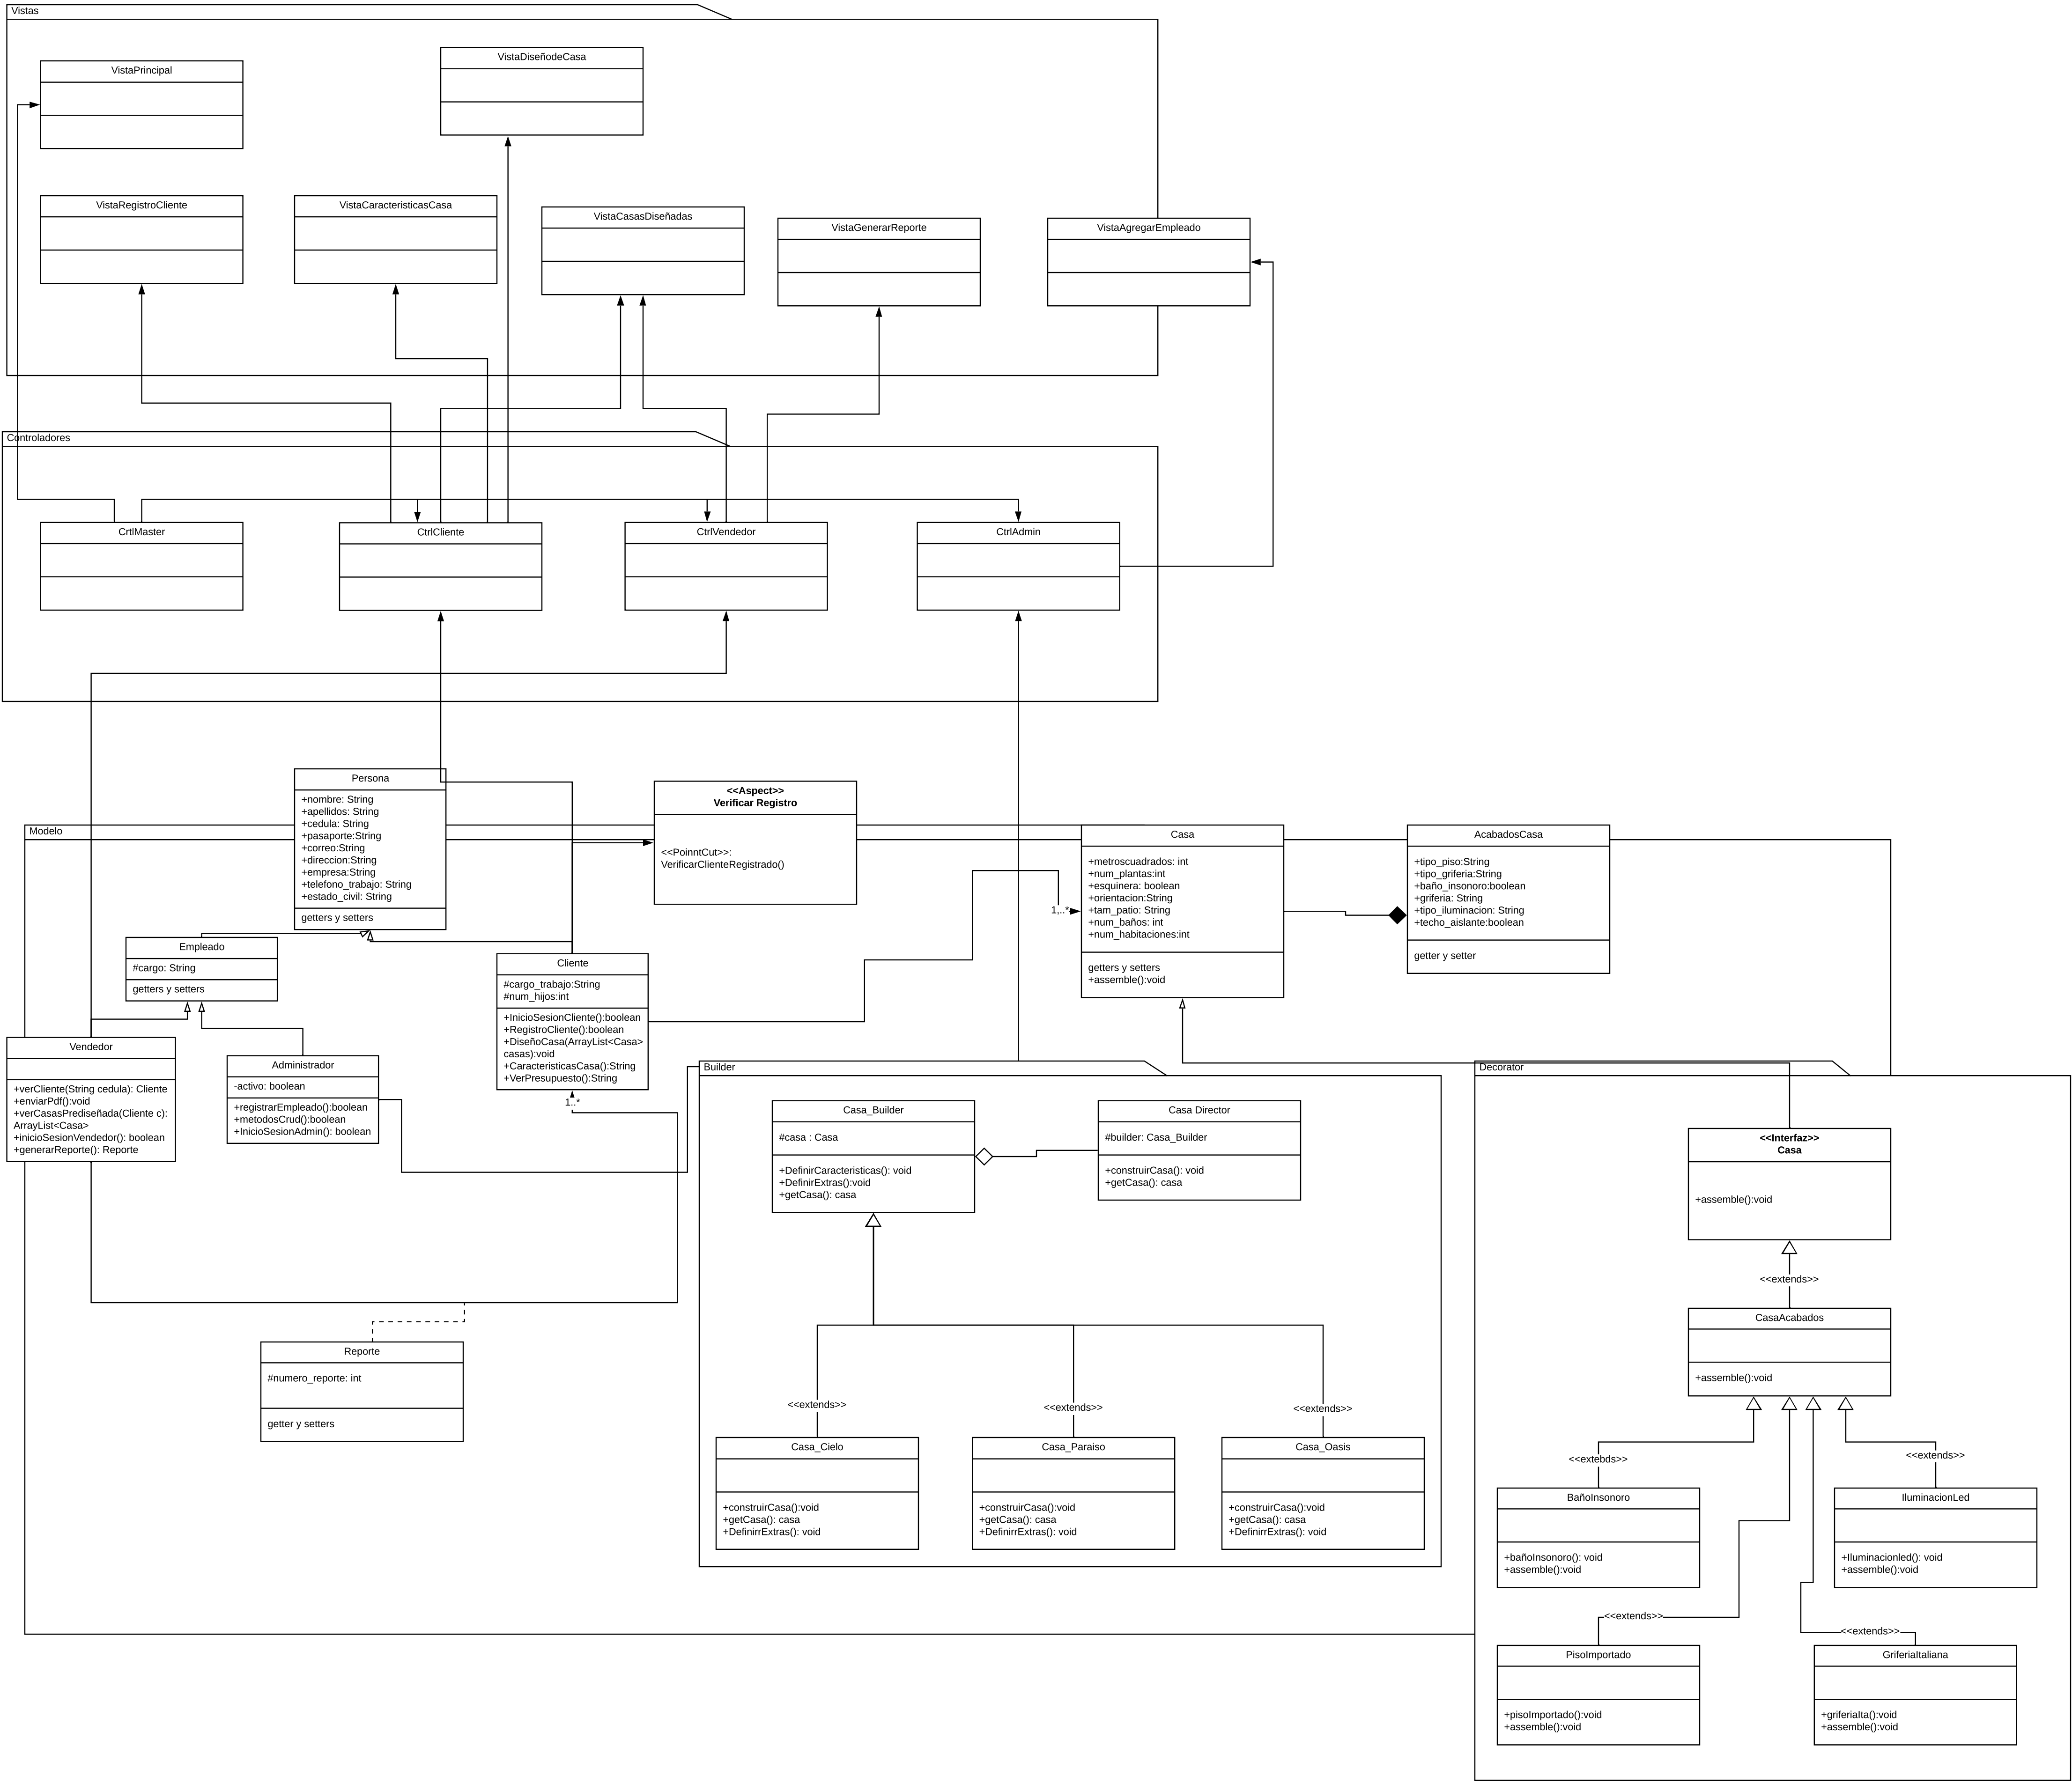 Vistas
VistaPrincipal
VistaDiseñodeCasa
VistaRegistroCliente
VistaCaracteristicasCasa
VistaCasasDiseñadas
VistaGenerarReporte
VistaAgregarEmpleado
Controladores
CrtlMaster
CtrlCliente
CtrlVendedor
CtrlAdmin
Modelo
Persona
+nombre: String
+apellidos: String
+cedula: String
+pasaporte:String
+correo:String
+direccion:String
+empresa:String
+telefono_trabajo: String
+estado_civil: String
getters y setters
<<Aspect>>
Verificar Registro
<<PoinntCut>>:
VerificarClienteRegistrado()
Casa
+metroscuadrados: int
+num_plantas:int
+esquinera: boolean
+orientacion:String
+tam_patio: String
+num_baños: int
+num_habitaciones:int
getters y setters
+assemble():void
1,..*
AcabadosCasa
+tipo_piso:String
+tipo_griferia:String
+baño_insonoro:boolean
+griferia: String
+tipo_iluminacion: String
+techo_aislante:boolean
getter y setter
Empleado
#cargo: String
getters y setters
Cliente
#cargo_trabajo:String
#num_hijos:int
+InicioSesionCliente():boolean
+RegistroCliente():boolean
+DiseñoCasa(ArrayList<Casa>
casas):void
+CaracteristicasCasa():String
+VerPresupuesto():String
1..*
Vendedor
+verCliente(String cedula): Cliente
+enviarPdf():void
+verCasasPrediseñada(Cliente c):
ArrayList<Casa>
+inicioSesionVendedor(): boolean
+generarReporte(): Reporte
Administrador
-activo: boolean
+registrarEmpleado():boolean
+metodosCrud():boolean
+InicioSesionAdmin(): boolean
Reporte
#numero_reporte: int
getter y setters
Builder
Casa_Builder
#casa : Casa
+DefinirCaracteristicas(): void
+DefinirExtras():void
+getCasa(): casa
Casa Director
#builder: Casa_Builder
+construirCasa(): void
+getCasa(): casa
<<extends>>
<<extends>>
<<extends>>
Casa_Cielo
+construirCasa():void
+getCasa(): casa
+DefinirrExtras(): void
Casa_Paraiso
+construirCasa():void
+getCasa(): casa
+DefinirrExtras(): void
Casa_Oasis
+construirCasa():void
+getCasa(): casa
+DefinirrExtras(): void
Decorator
<<Interfaz>>
Casa
+assemble():void
<<extends>>
CasaAcabados
+assemble():void
<<extebds>>
<<extends>>
BañoInsonoro
+bañoInsonoro(): void
+assemble():void
IluminacionLed
+Iluminacionled(): void
+assemble():void
<<extends>>
<<extends>>
PisoImportado
+pisoImportado():void
+assemble():void
GriferiaItaliana
+griferiaIta():void
+assemble():void